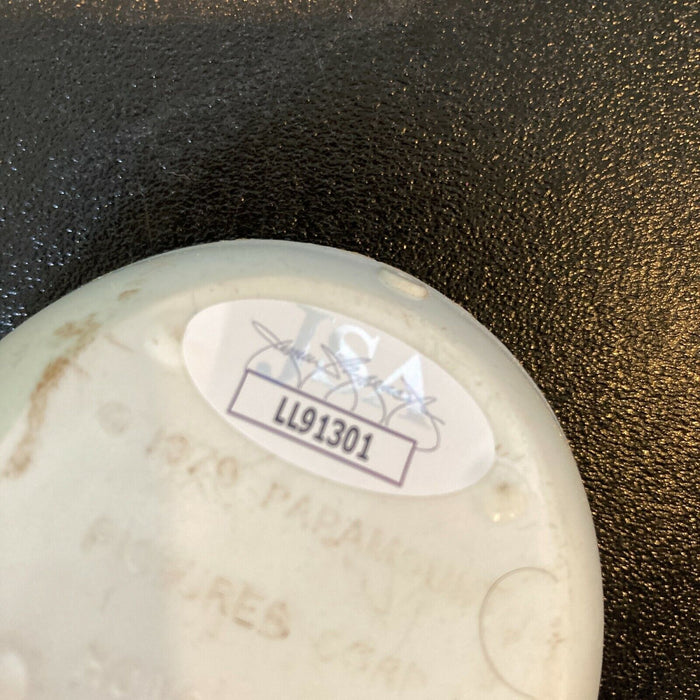 JSA
LL91301
© 1979 PARAMOUNT
PICTURES CORP